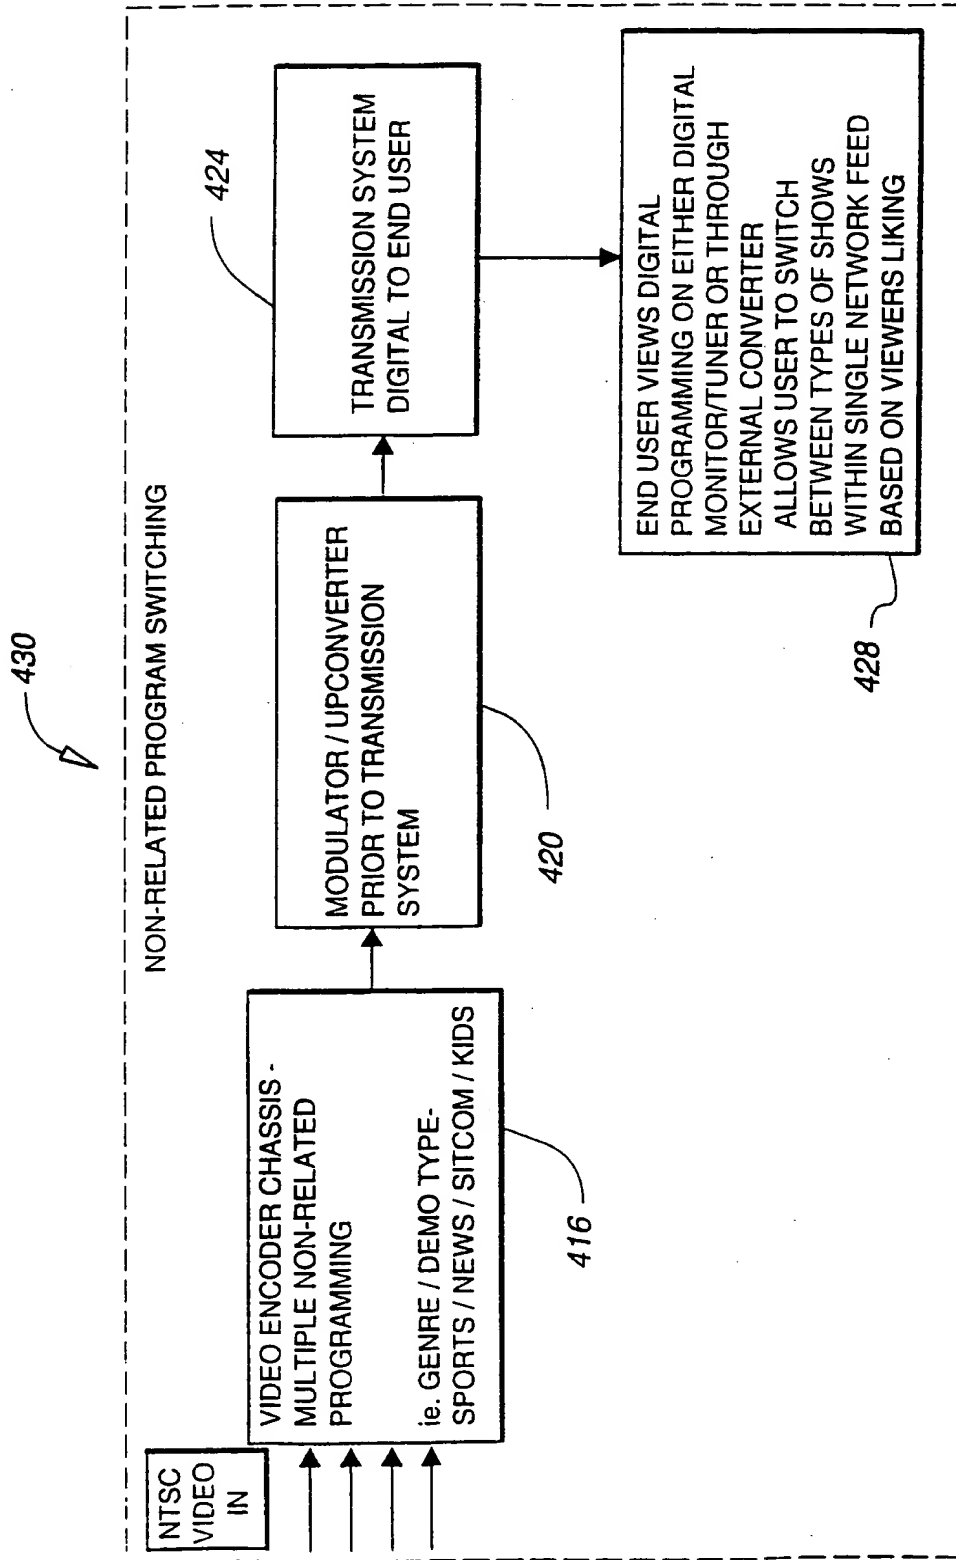 430
NON-RELATED PROGRAM SWITCHING
NTSC
VIDEO
IN
VIDEO ENCODER CHASSIS -
MULTIPLE NON-RELATED
PROGRAMMING
ie. GENRE / DEMO TYPE-
SPORTS / NEWS / SITCOM / KIDS
416
MODULATOR / UPCONVERTER
PRIOR TO TRANSMISSION
SYSTEM
420
TRANSMISSION SYSTEM
DIGITAL TO END USER
424
END USER VIEWS DIGITAL
PROGRAMMING ON EITHER DIGITAL
MONITOR/TUNER OR THROUGH
EXTERNAL CONVERTER
ALLOWS USER TO SWITCH
BETWEEN TYPES OF SHOWS
WITHIN SINGLE NETWORK FEED
BASED ON VIEWERS LIKING
428